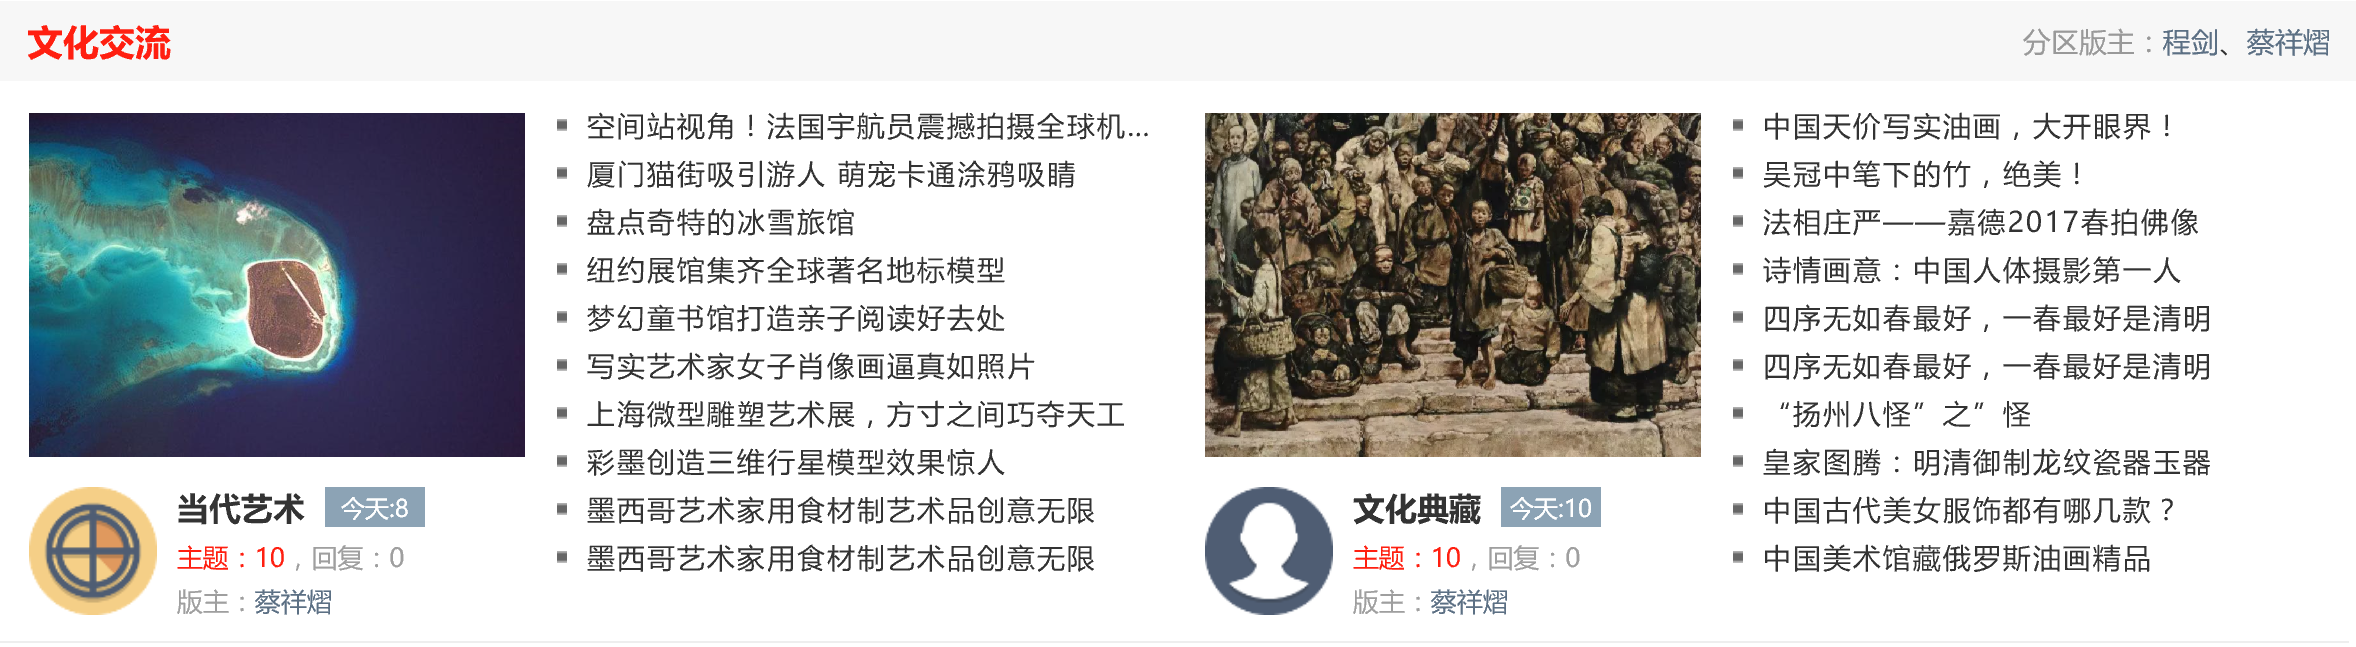 文化交流
分区版主：程剑、蔡祥熠
空间站视角！法国宇航员震撼拍摄全球机...
厦门猫街吸引游人 萌宠卡通涂鸦吸睛
盘点奇特的冰雪旅馆
纽约展馆集齐全球著名地标模型
梦幻童书馆打造亲子阅读好去处
写实艺术家女子肖像画逼真如照片
上海微型雕塑艺术展，方寸之间巧夺天工
彩墨创造三维行星模型效果惊人
墨西哥艺术家用食材制艺术品创意无限
墨西哥艺术家用食材制艺术品创意无限
当代艺术 今天:8
主题：10，回复：0
版主：蔡祥熠
中国天价写实油画，大开眼界！
吴冠中笔下的竹，绝美！
法相庄严——嘉德2017春拍佛像
诗情画意：中国人体摄影第一人
四序无如春最好，一春最好是清明
四序无如春最好，一春最好是清明
“扬州八怪”之”怪
皇家图腾：明清御制龙纹瓷器玉器
中国古代美女服饰都有哪几款？
中国美术馆藏俄罗斯油画精品
文化典藏 今天:10
主题：10，回复：0
版主：蔡祥熠